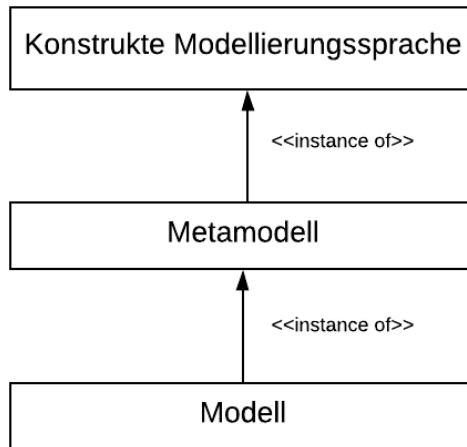 Konstrukte Modellierungssprache
<<instance of>>
Metamodell
<<instance of>>
Modell